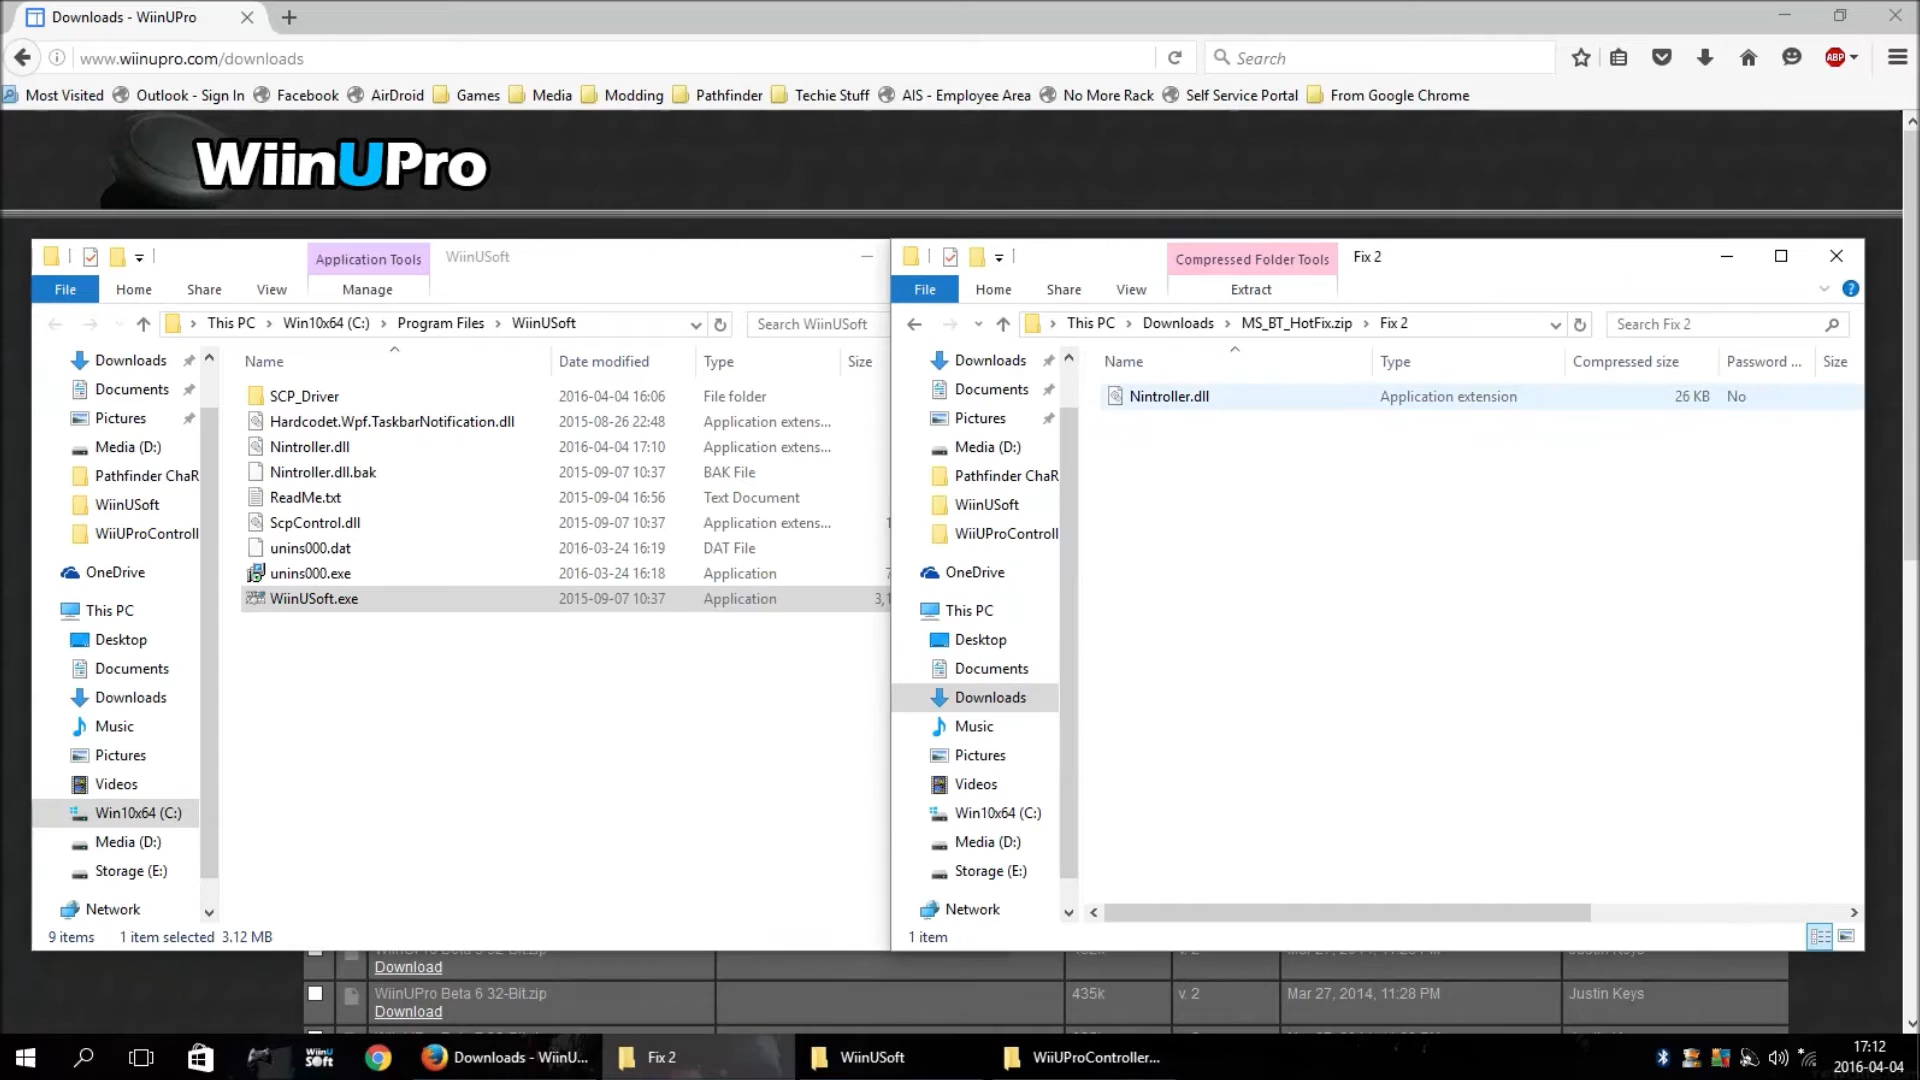 Downloads - WiinUPro
www.wiinupro.com/downloads
Search
ABP
Most Visited
Outlook - Sign In
Facebook
AirDroid
Games
Media
Modding
Pathfinder
Techie Stuff
AIS - Employee Area
No More Rack
Self Service Portal
From Google Chrome
WiinUPro
Application Tools
WiinUSoft
File
Home
Share
View
Manage
This PC > Win10x64 (C:) > Program Files > WiinUSoft
Search WiinUSoft
Downloads
Documents
Pictures
Media (D:)
Pathfinder ChaR
WiinUSoft
WiiUProControll
OneDrive
This PC
Desktop
Documents
Downloads
Music
Pictures
Videos
Win10x64 (C:)
Media (D:)
Storage (E:)
Network
Name Date modified Type Size
SCP_Driver 2016-04-04 16:06 File folder
Hardcodet.Wpf.TaskbarNotification.dll 2015-08-26 22:48 Application extens...
Nintroller.dll 2016-04-04 17:10 Application extens...
Nintroller.dll.bak 2015-09-07 10:37 BAK File
ReadMe.txt 2015-09-04 16:56 Text Document
ScpControl.dll 2015-09-07 10:37 Application extens... 1
unins000.dat 2016-03-24 16:19 DAT File
unins000.exe 2016-03-24 16:18 Application 7
WiinUSoft.exe 2015-09-07 10:37 Application 3,1
9 items 1 item selected 3.12 MB
Compressed Folder Tools
Fix 2
File
Home
Share
View
Extract
This PC > Downloads > MS_BT_HotFix.zip > Fix 2
Search Fix 2
Downloads
Documents
Pictures
Media (D:)
Pathfinder ChaR
WiinUSoft
WiiUProControll
OneDrive
This PC
Desktop
Documents
Downloads
Music
Pictures
Videos
Win10x64 (C:)
Media (D:)
Storage (E:)
Network
Name Type Compressed size Password ... Size
Nintroller.dll Application extension 26 KB No
1 item
Download
WiinUPro Beta 6 32-Bit.zip 435k v. 2 Mar 27, 2014, 11:28 PM Justin Keys
Download
WiinU SOft
Downloads - WiinU...
Fix 2
WiinUSoft
WiiUProController...
17:12
2016-04-04